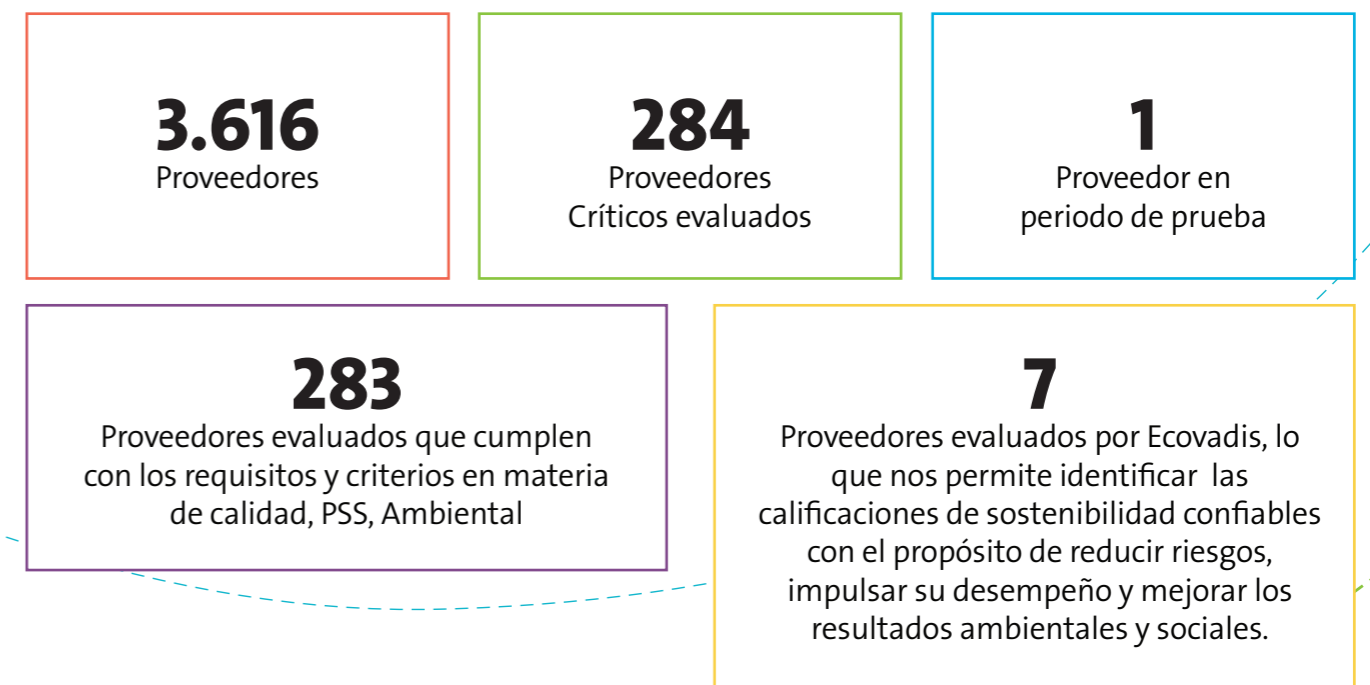 3.616
Proveedores
284
Proveedores
Críticos evaluados
1
Proveedor en
periodo de prueba
283
Proveedores evaluados que cumplen
con los requisitos y criterios en materia
de calidad, PSS, Ambiental
7
Proveedores evaluados por Ecovadis, lo
que nos permite identificar las
calificaciones de sostenibilidad confiables
con el propósito de reducir riesgos,
impulsar su desempeño y mejorar los
resultados ambientales y sociales.